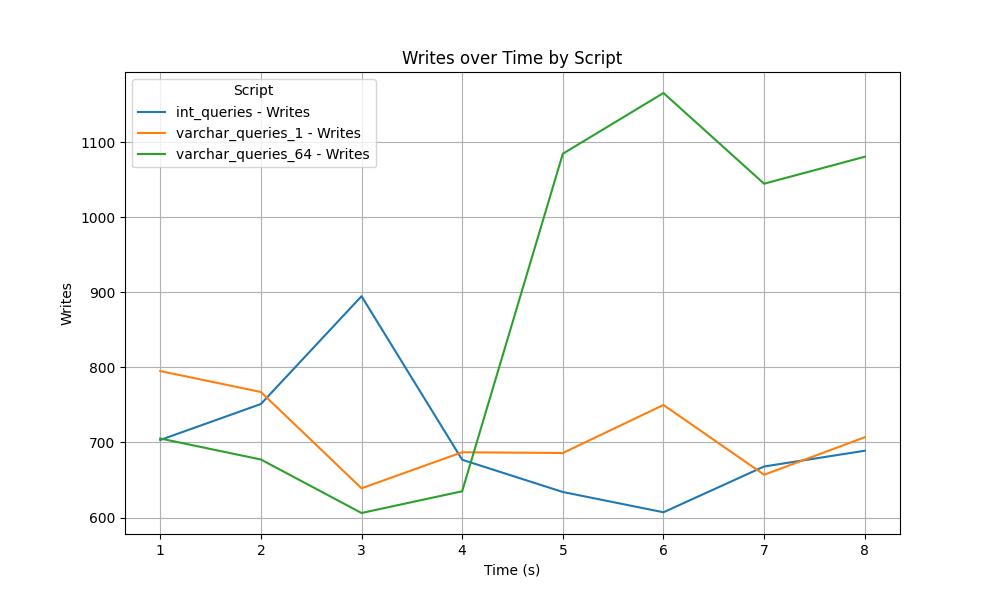 Writes over Time by Script
Script
int_queries - Writes
varchar_queries_1 - Writes
varchar_queries_64 - Writes
Writes
1100
1000
900
800
700
600
1 2 3 4 5 6 7 8
Time (s)